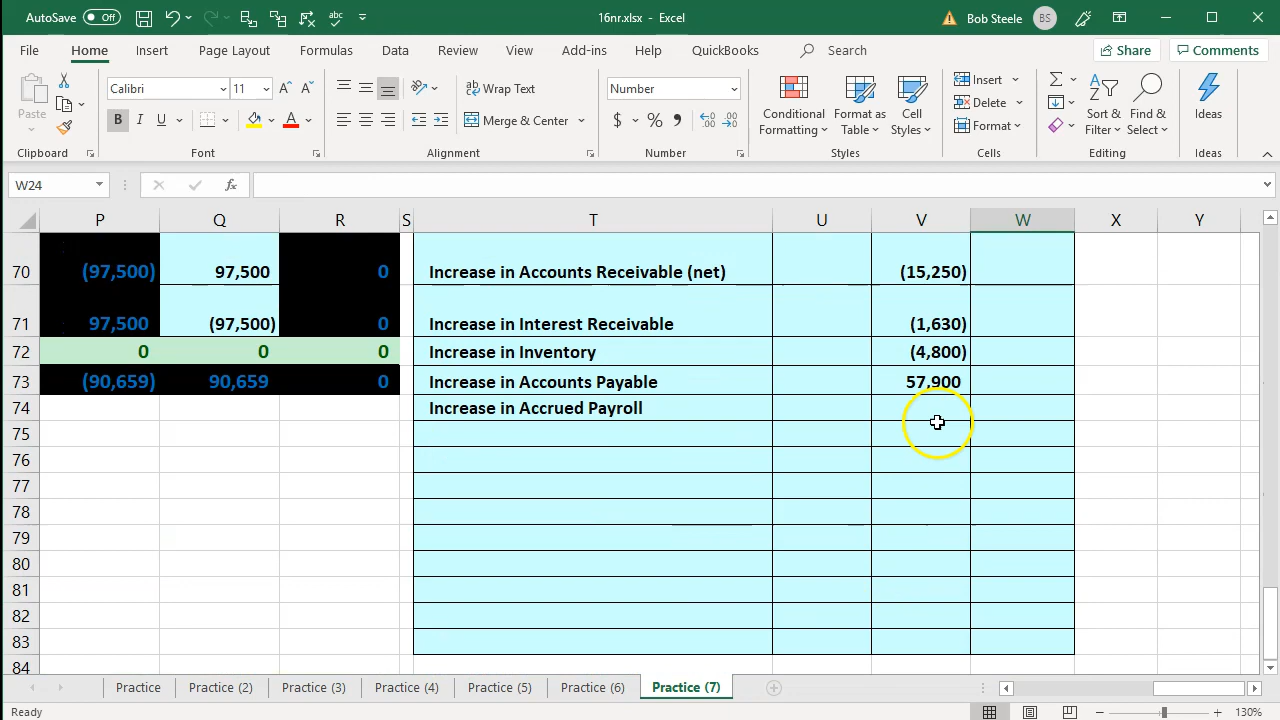 AutoSave Off 16nr.xlsx - Excel Bob Steele BS
File Home Insert Page Layout Formulas Data Review View Add-ins Help QuickBooks Search Share Comments
Paste Calibri 11 Wrap Text Number Conditional Formatting Format as Table Cell Styles Insert Sort & Filter Find & Select Ideas
B I U Merge & Center $ % Delete
Format
Clipboard Font Alignment Number Styles Cells Editing Ideas
W24 fx
P Q R S T U V W X Y
70 (97,500) 97,500 0 Increase in Accounts Receivable (net) (15,250)
71 97,500 (97,500) 0 Increase in Interest Receivable (1,630)
72 0 0 0 Increase in Inventory (4,800)
73 (90,659) 90,659 0 Increase in Accounts Payable 57,900
74 Increase in Accrued Payroll
75
76
77
78
79
80
81
82
83
84
Practice Practice (2) Practice (3) Practice (4) Practice (5) Practice (6) Practice (7)
Ready 130%